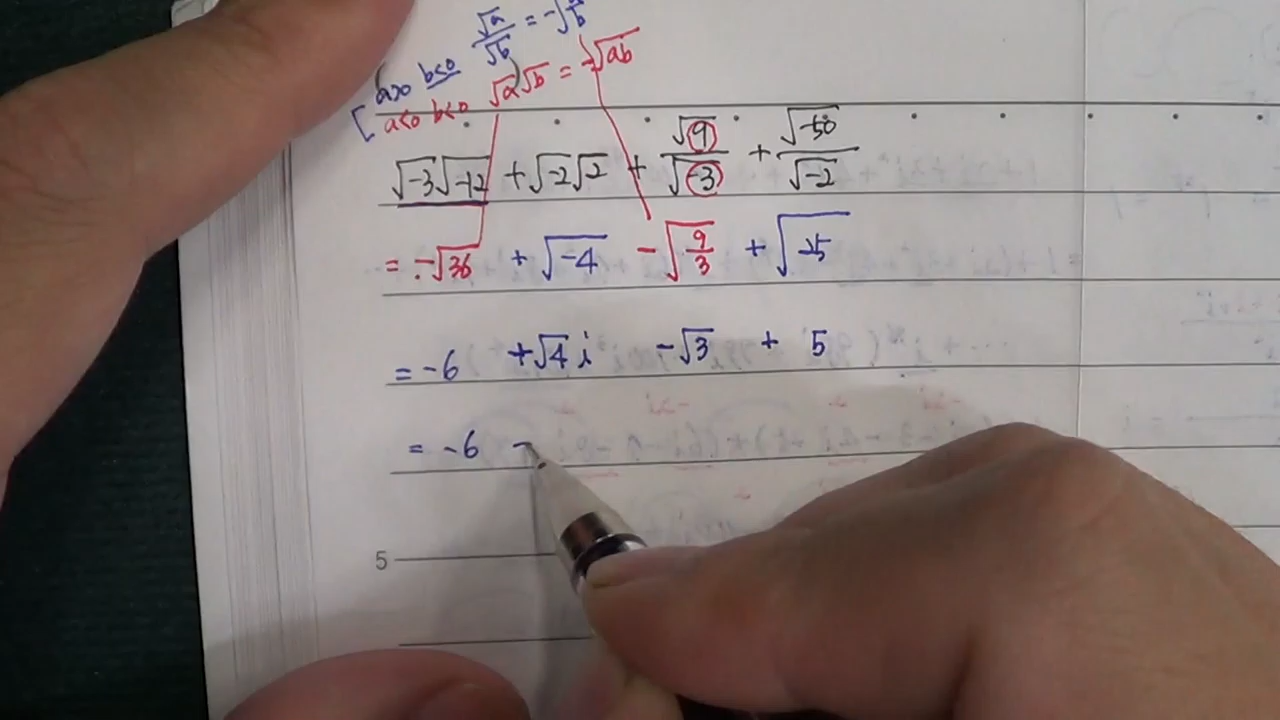 √a/√b = -√a/b
a>0 b<0
a<0 b<0 √a√b = -√ab
√-3√-12 + √-2√2 + √9/√-3 + √-50/√-2
= -√36 + √-4 - √9/3 + √25
= -6 + √4 i - √3 + 5
= -6 -
5